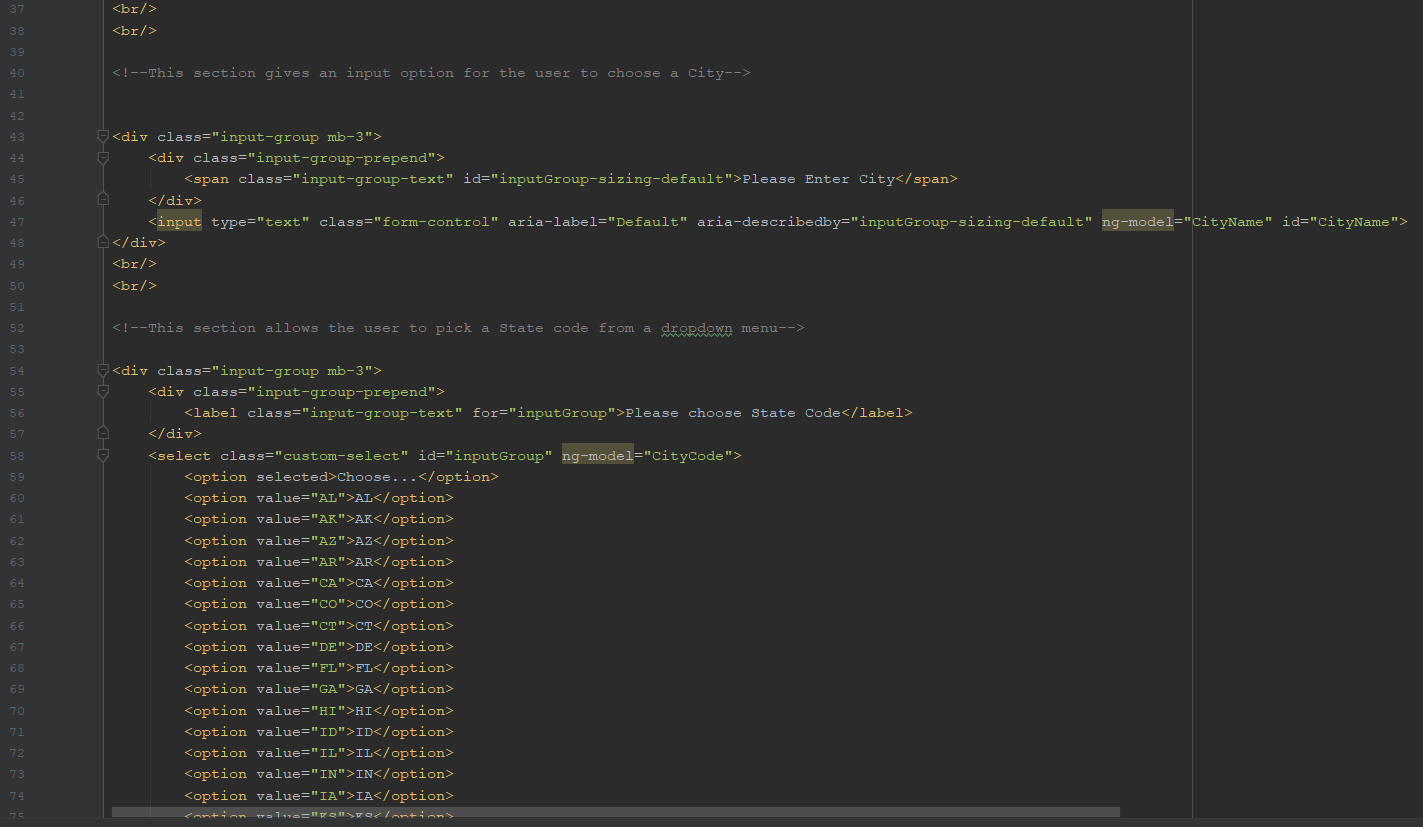 37 <br/>
38 <br/>
39
40 <!--This section gives an input option for the user to choose a City-->
41
42
43 <div class="input-group mb-3">
44 <div class="input-group-prepend">
45 <span class="input-group-text" id="inputGroup-sizing-default">Please Enter City</span>
46 </div>
47 <input type="text" class="form-control" aria-label="Default" aria-describedby="inputGroup-sizing-default" ng-model="CityName" id="CityName">
48 </div>
49 <br/>
50 <br/>
51
52 <!--This section allows the user to pick a State code from a dropdown menu-->
53
54 <div class="input-group mb-3">
55 <div class="input-group-prepend">
56 <label class="input-group-text" for="inputGroup">Please choose State Code</label>
57 </div>
58 <select class="custom-select" id="inputGroup" ng-model="CityCode">
59 <option selected>Choose...</option>
60 <option value="AL">AL</option>
61 <option value="AK">AK</option>
62 <option value="AZ">AZ</option>
63 <option value="AR">AR</option>
64 <option value="CA">CA</option>
65 <option value="CO">CO</option>
66 <option value="CT">CT</option>
67 <option value="DE">DE</option>
68 <option value="FL">FL</option>
69 <option value="GA">GA</option>
70 <option value="HI">HI</option>
71 <option value="ID">ID</option>
72 <option value="IL">IL</option>
73 <option value="IN">IN</option>
74 <option value="IA">IA</option>
75 <option value="KS">KS</option>